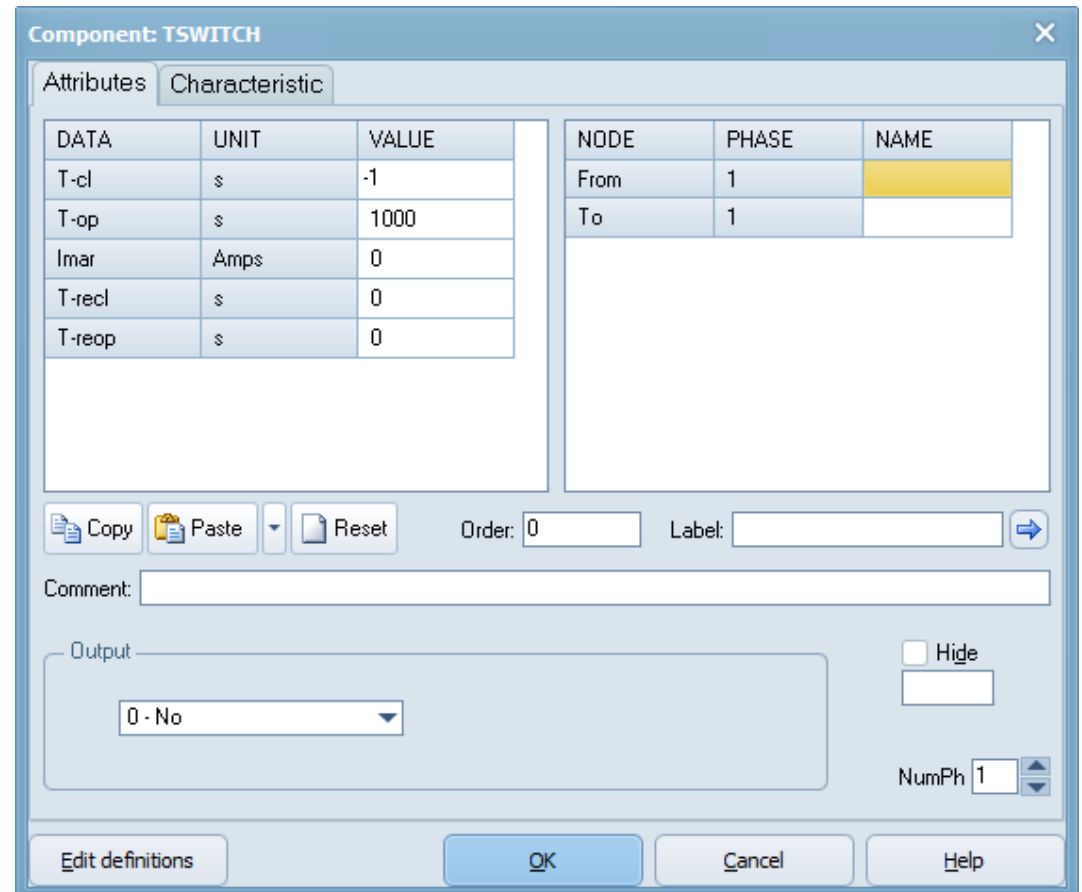 Component: TSWITCH
Attributes Characteristic
DATA UNIT VALUE
T-cl s -1
T-op s 1000
Imar Amps 0
T-recl s 0
T-reop s 0
NODE PHASE NAME
From 1
To 1
Copy Paste Reset Order: 0 Label:
Comment:
Output
0 - No
Hide
NumPh 1
Edit definitions OK Cancel Help